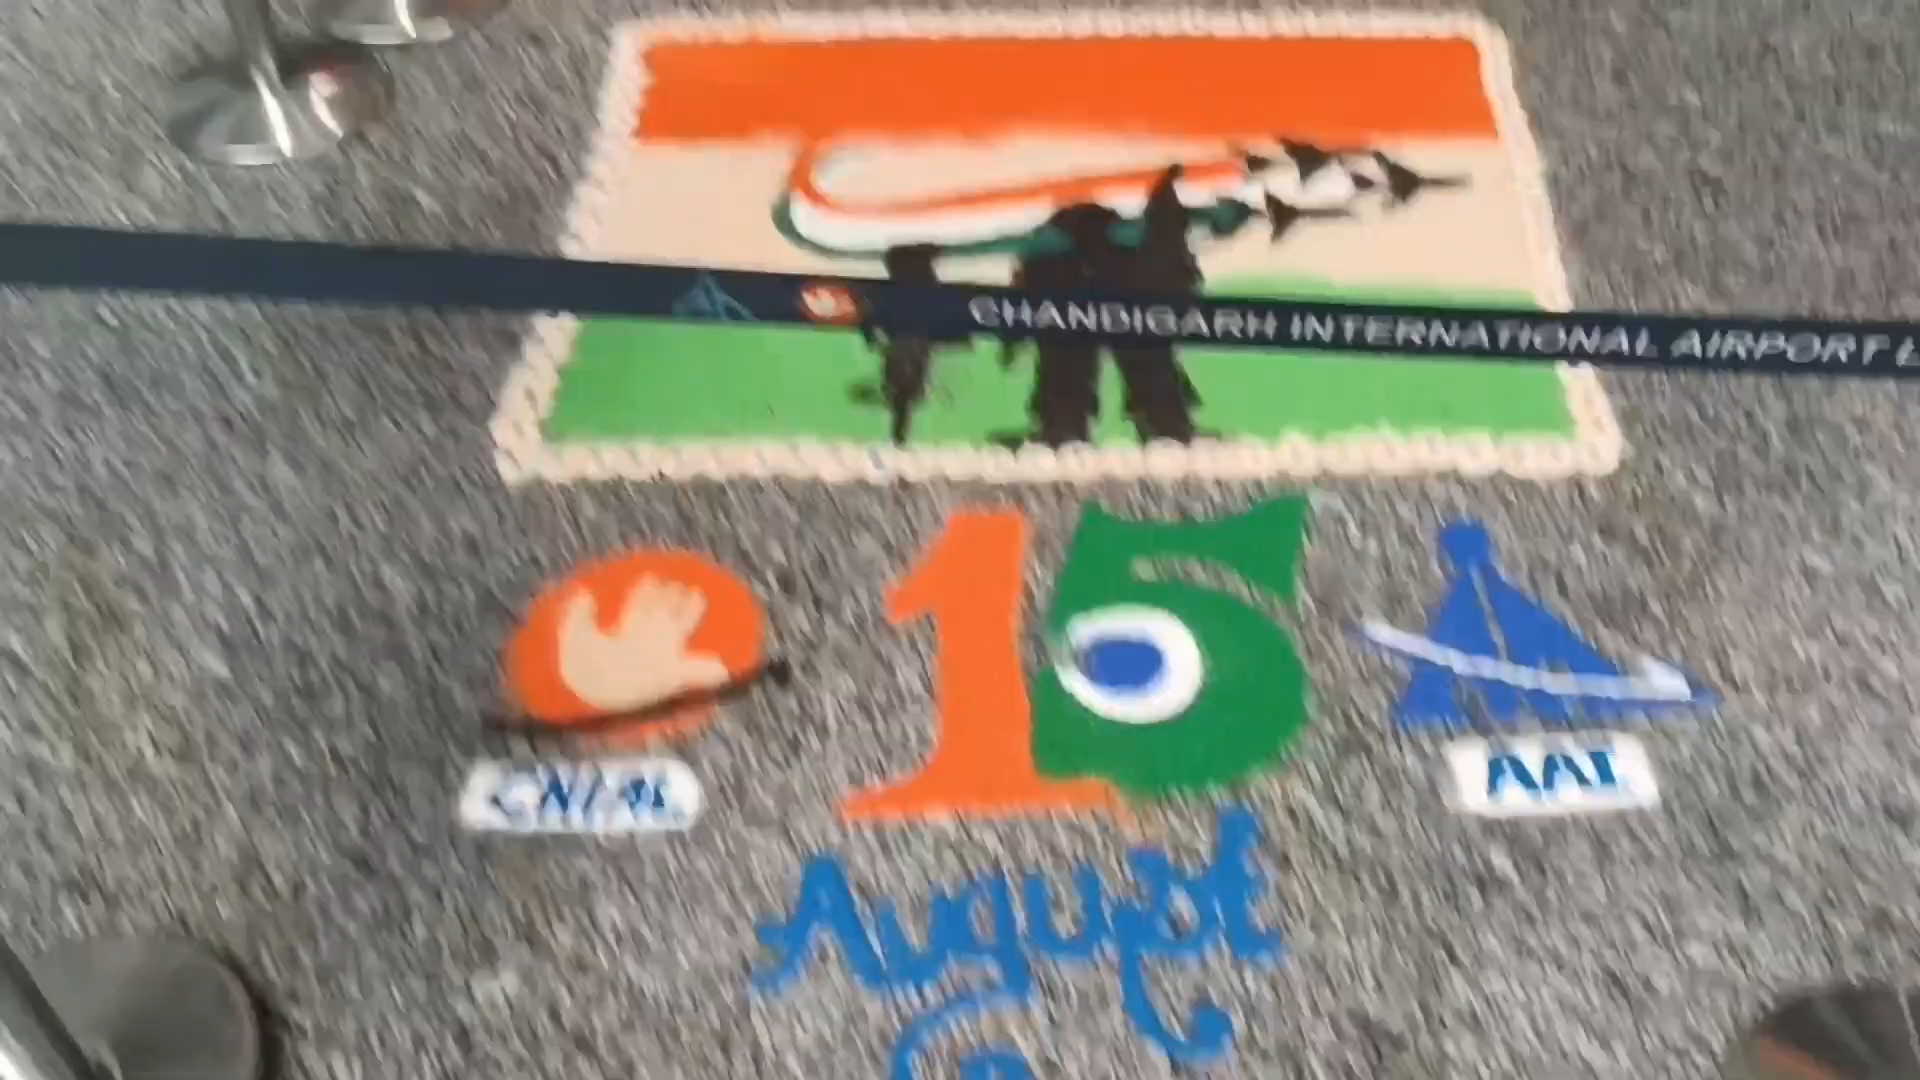 CHANDIGARH INTERNATIONAL AIRPORT L
15
CHIAL
AAI
August